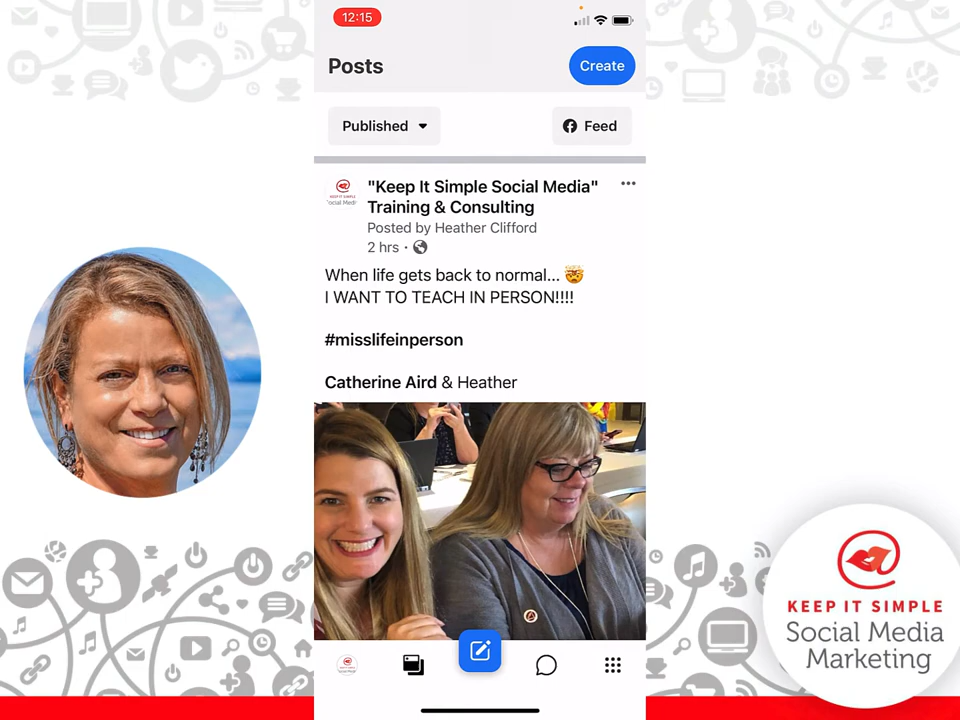 12:15
Posts
Create
Published
Feed
"Keep It Simple Social Media"
Training & Consulting
Posted by Heather Clifford
2 hrs ·
When life gets back to normal... 🤯
I WANT TO TEACH IN PERSON!!!!
#misslifeinperson
Catherine Aird & Heather
KEEP IT SIMPLE
Social Media
Marketing